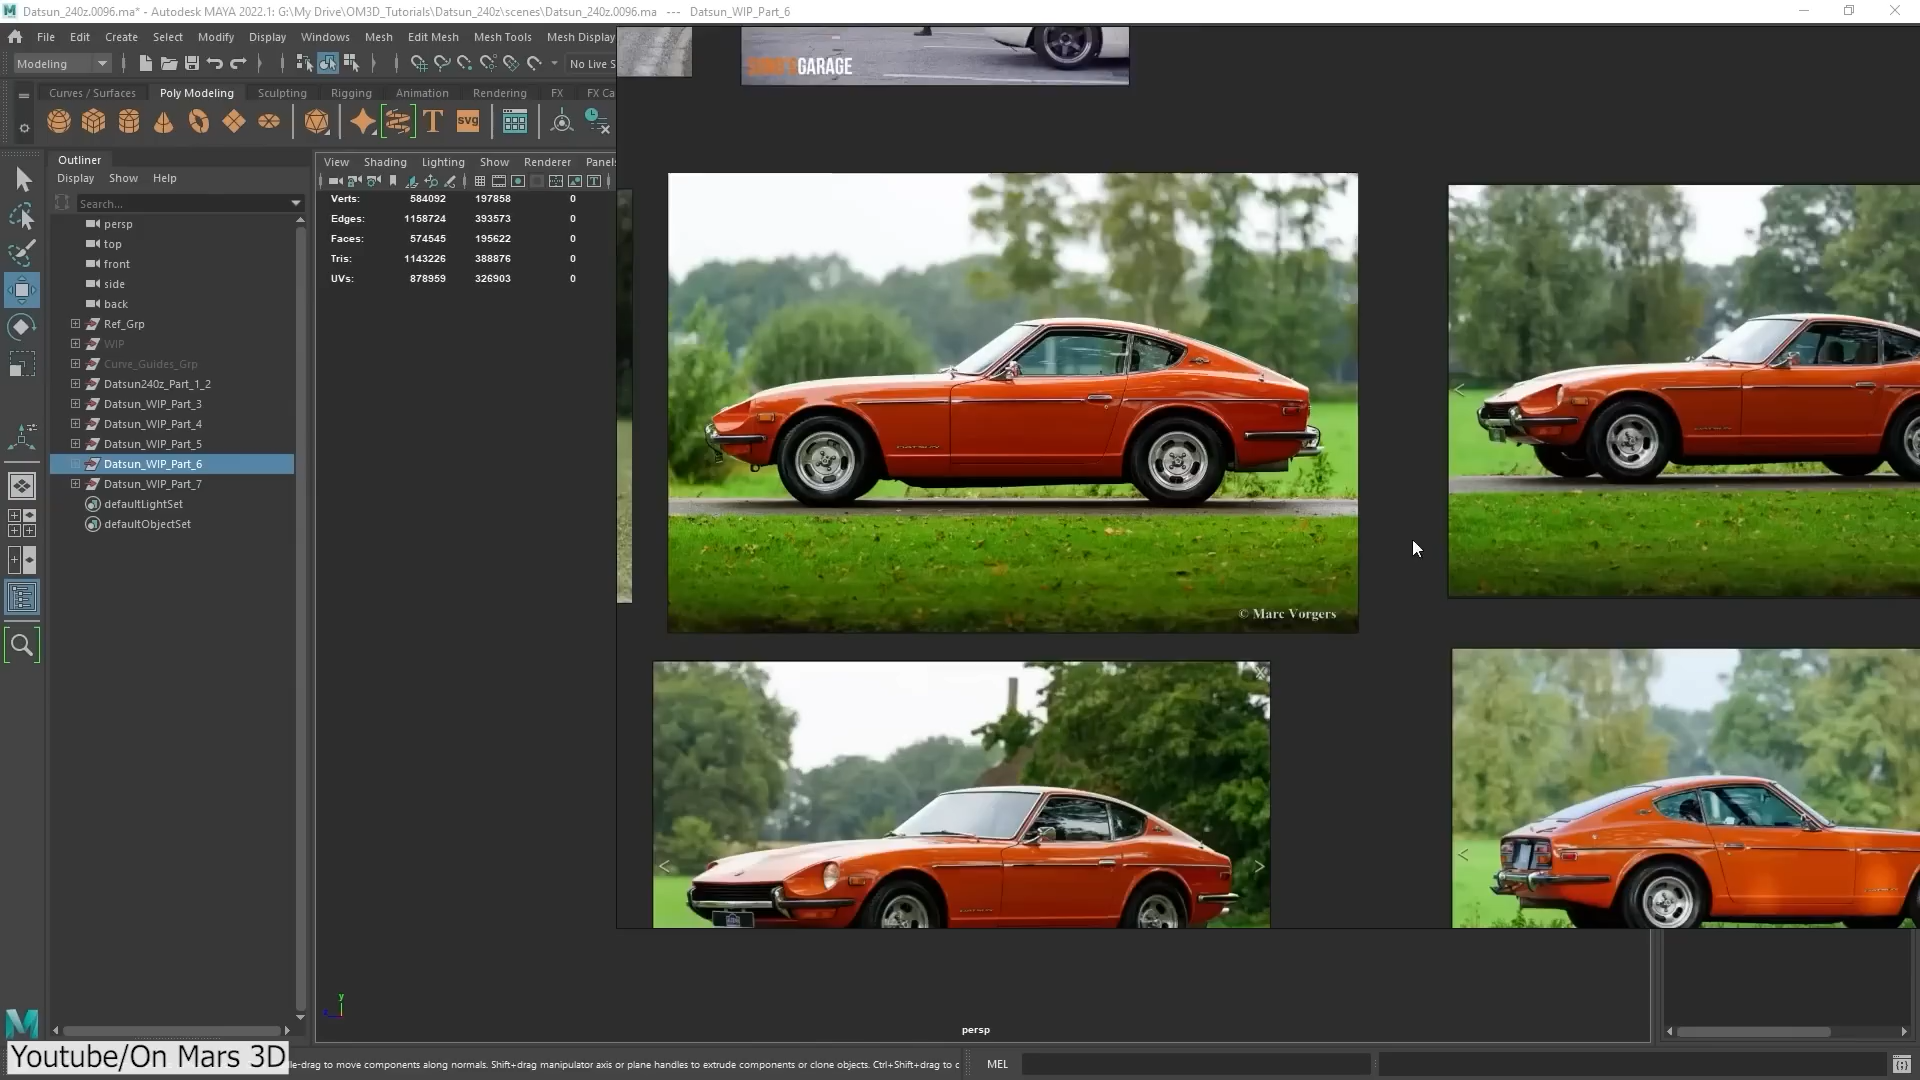 Datsun_240z.0096.ma* - Autodesk MAYA 2022.1: G:\My Drive\OM3D_Tutorials\Datsun_240z\scenes\Datsun_240z.0096.ma --- Datsun_WIP_Part_6
File Edit Create Select Modify Display Windows Mesh Edit Mesh Mesh Tools Mesh Display
Modeling No Live S
Curves / Surfaces Poly Modeling Sculpting Rigging Animation Rendering FX FX Ca
T svg
Outliner
Display Show Help
Search...
persp
top
front
side
back
Ref_Grp
WIP
Curve_Guides_Grp
Datsun240z_Part_1_2
Datsun_WIP_Part_3
Datsun_WIP_Part_4
Datsun_WIP_Part_5
Datsun_WIP_Part_6
Datsun_WIP_Part_7
defaultLightSet
defaultObjectSet
View Shading Lighting Show Renderer Panels
Verts: 584092 197858 0
Edges: 1158724 393573 0
Faces: 574545 195622 0
Tris: 1143226 388876 0
UVs: 878959 326903 0
GARAGE
DATSUN
© Marc Vorgers
y
persp
Youtube/On Mars 3D
le-drag to move components along normals. Shift+drag manipulator axis or plane handles to extrude components or clone objects. Ctrl+Shift+drag to c
MEL